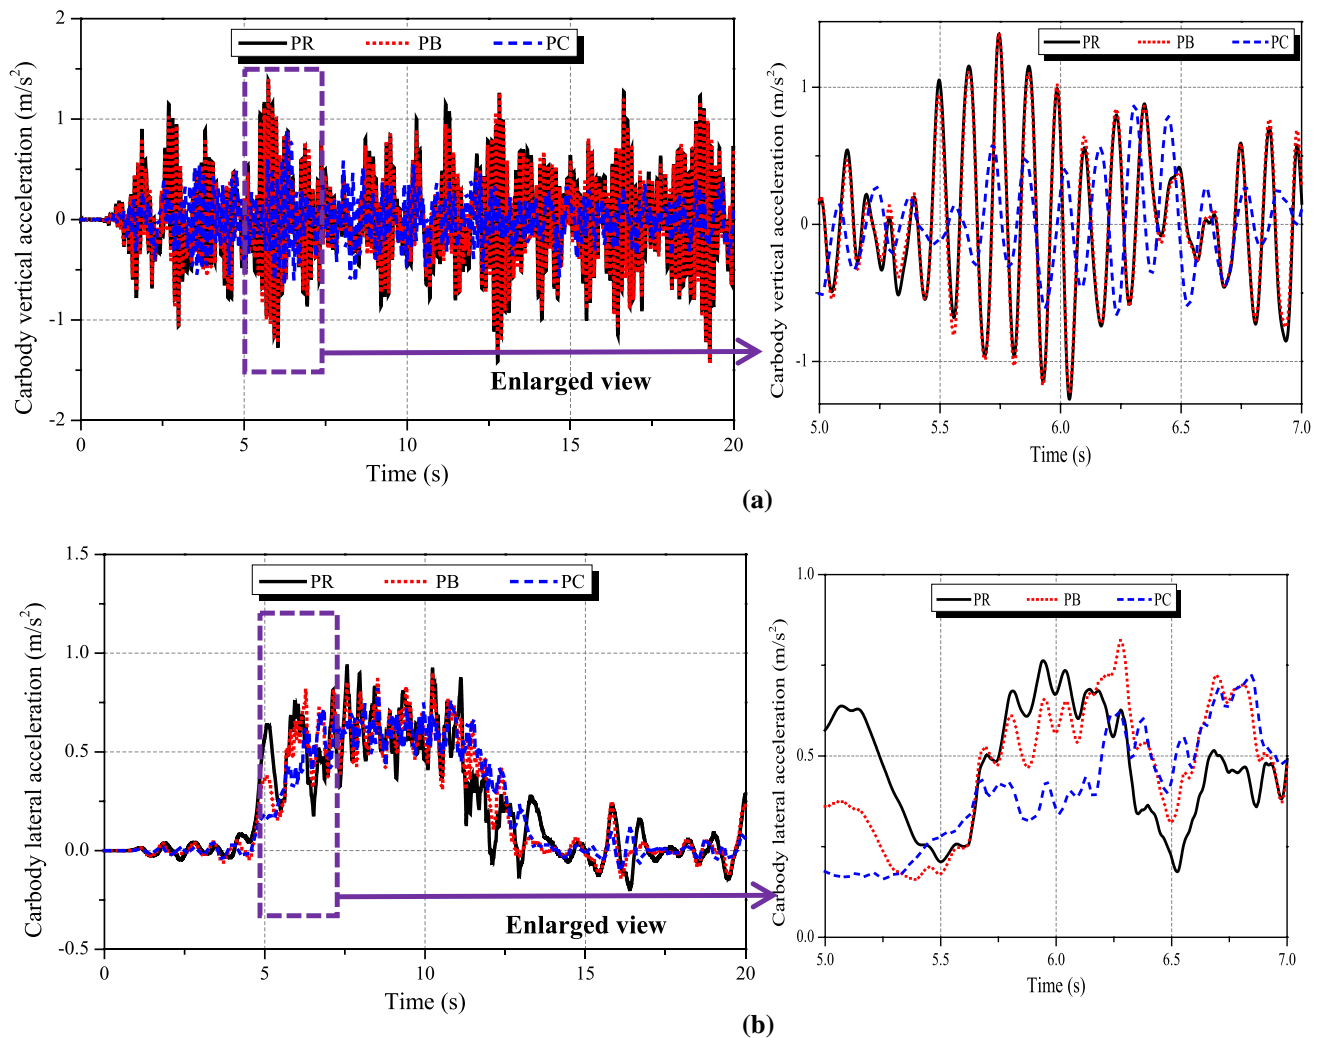 Carbody vertical acceleration (m/s²)
2
1
0
-1
-2
PR PB PC
Enlarged view
0 5 10 15 20
Time (s)
Carbody vertical acceleration (m/s²)
1
0
-1
PR PB PC
5.0 5.5 6.0 6.5 7.0
Time (s)
(a)
Carbody lateral acceleration (m/s²)
1.5
1.0
0.5
0.0
-0.5
PR PB PC
Enlarged view
0 5 10 15 20
Time (s)
Carbody lateral acceleration (m/s²)
1.0
0.5
0.0
PR PB PC
5.0 5.5 6.0 6.5 7.0
Time (s)
(b)